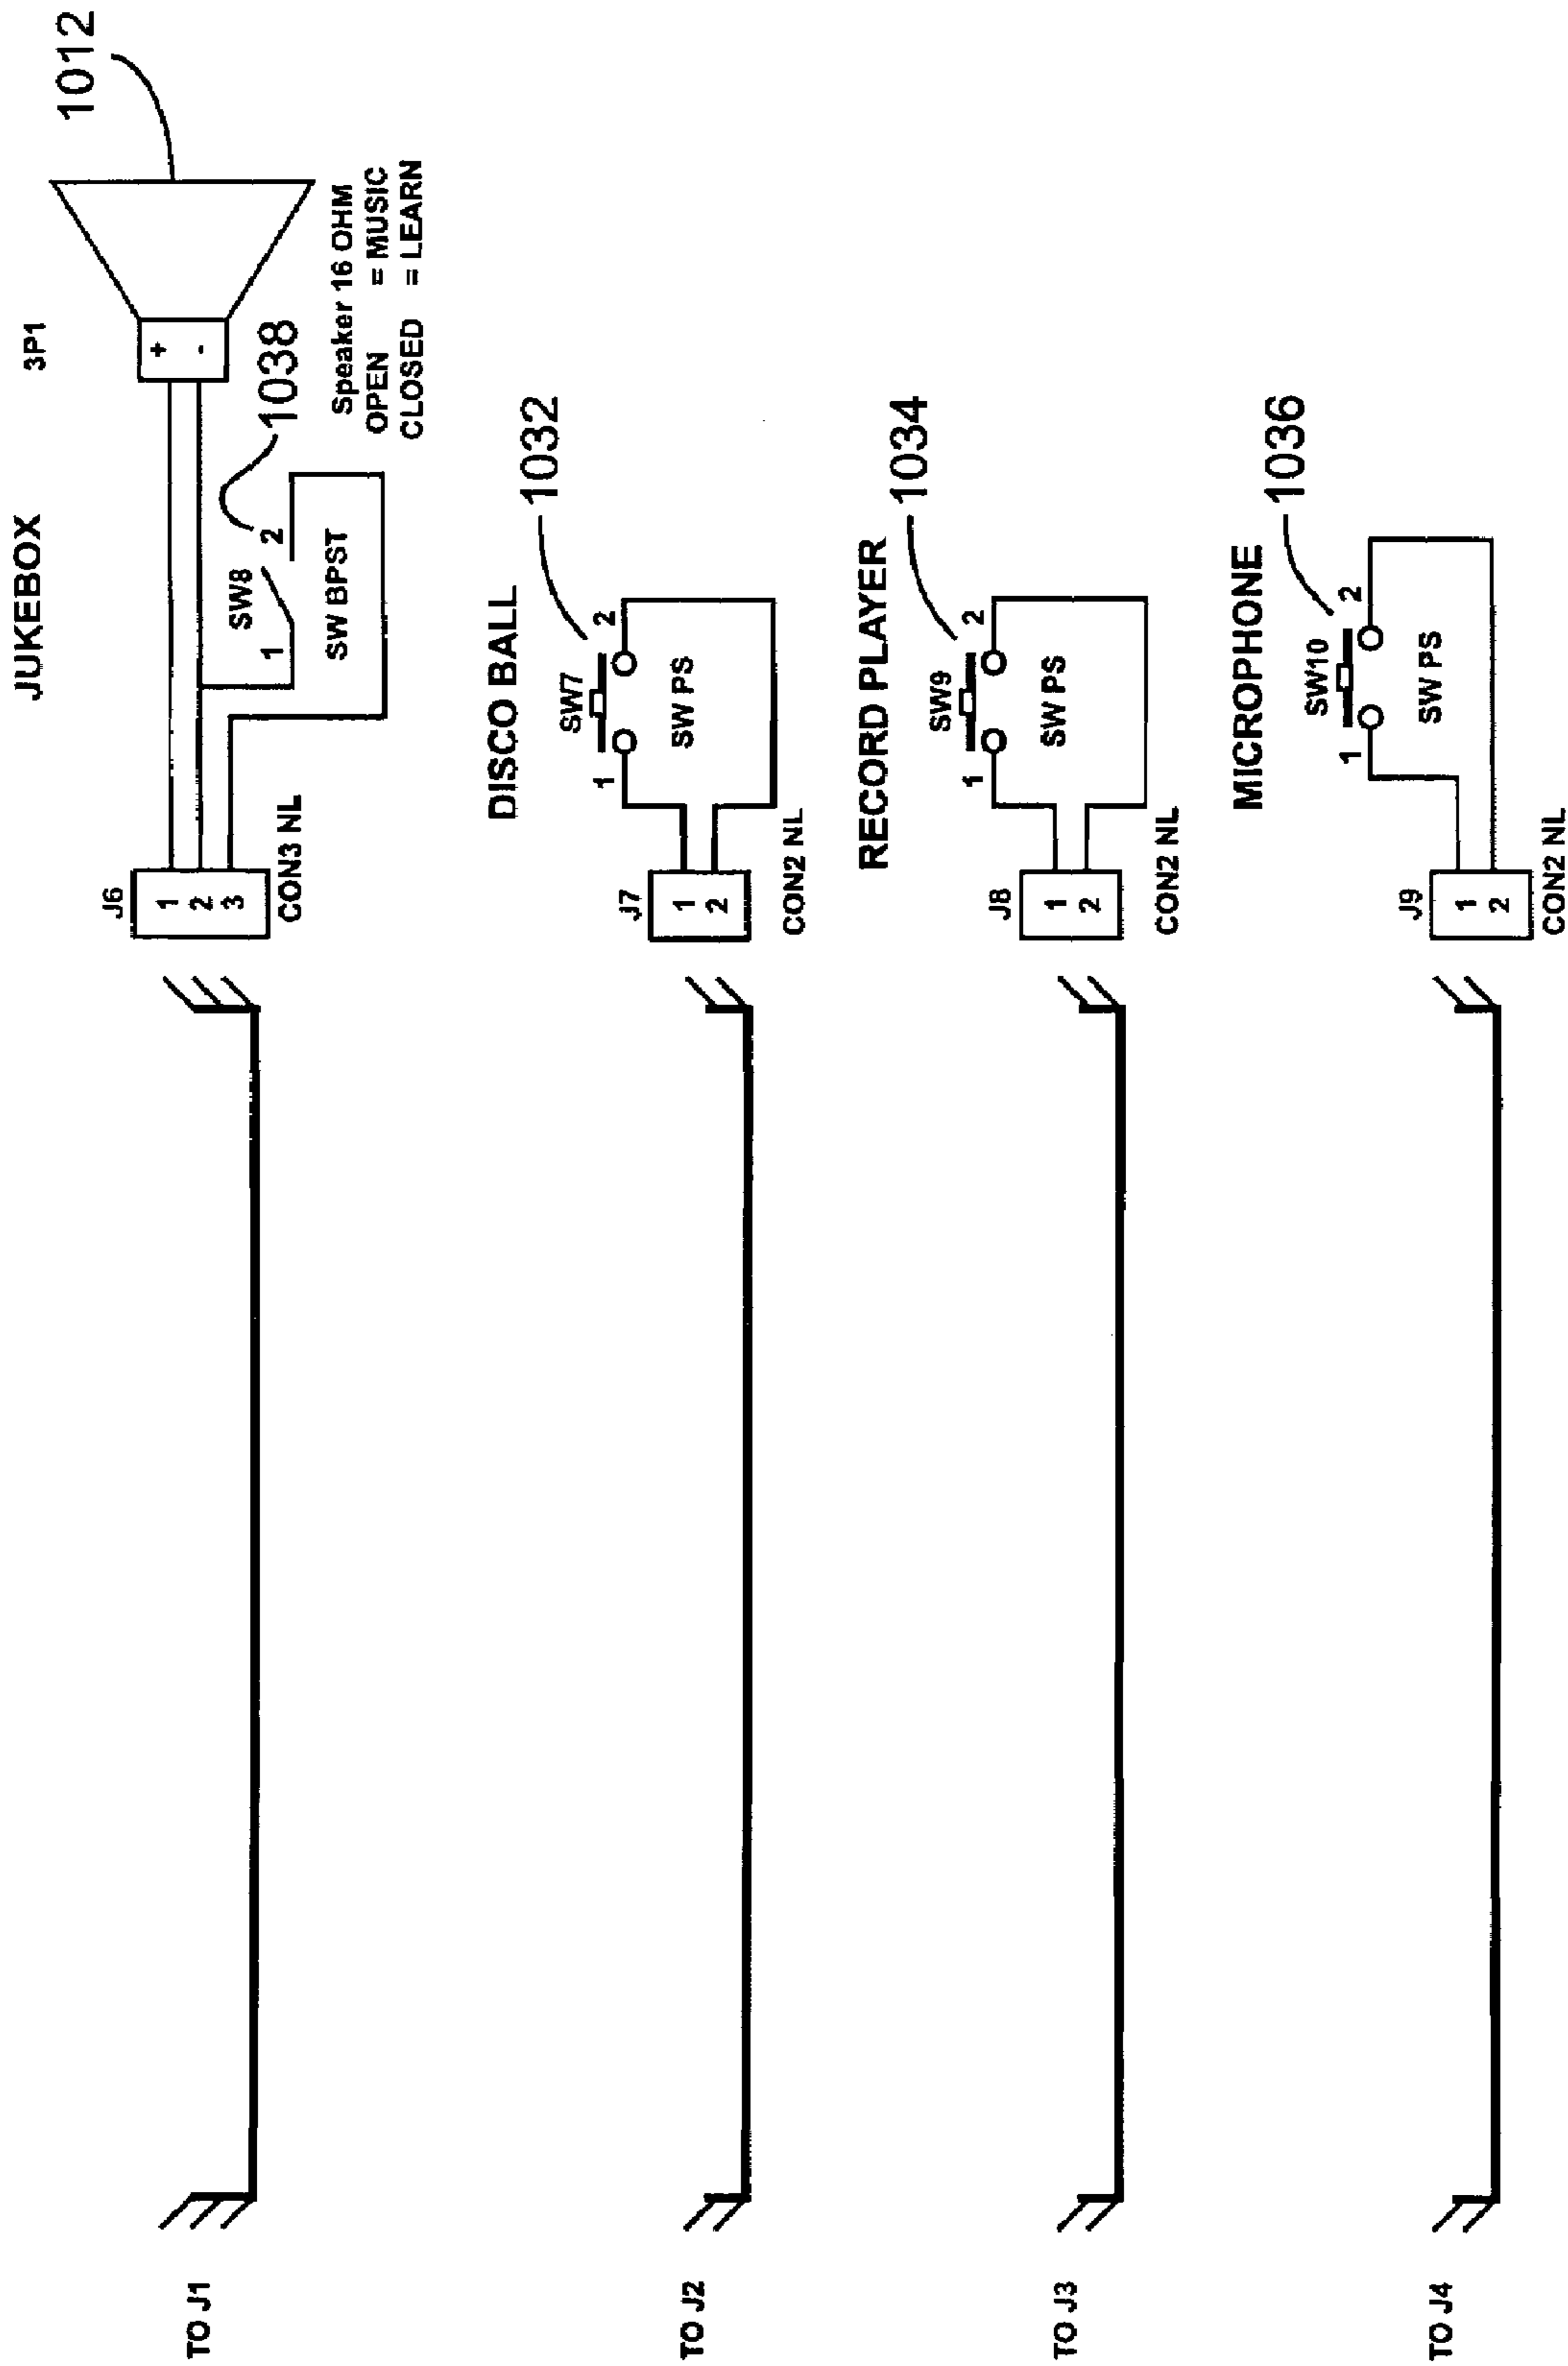 JUKEBOX
3P1
1012
J6
1
2
3
CON3 NL
TO J1
+
-
SW8
1
2
SW BPST
1038
Speaker 16 OHM
OPEN = MUSIC
CLOSED = LEARN
DISCO BALL
1032
SW7
1
2
SW PS
J7
1
2
CON2 NL
TO J2
RECORD PLAYER
1034
SW9
1
2
SW PS
J8
1
2
CON2 NL
TO J3
MICROPHONE
1036
SW10
1
2
SW PS
J9
1
2
CON2 NL
TO J4